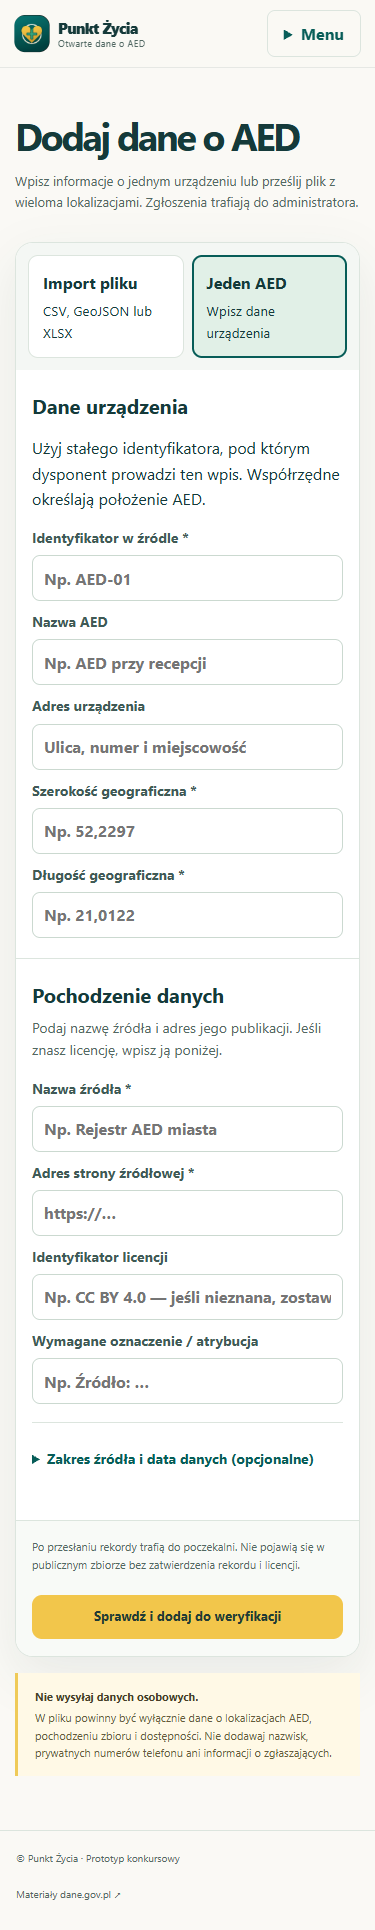 Punkt Życia
Otwarte dane o AED
▶ Menu
Dodaj dane o AED
Wpisz informacje o jednym urządzeniu lub prześlij plik z
wieloma lokalizacjami. Zgłoszenia trafiają do administratora.
Import pliku
CSV, GeoJSON lub
XLSX
Jeden AED
Wpisz dane
urządzenia
Dane urządzenia
Użyj stałego identyfikatora, pod którym
dysponent prowadzi ten wpis. Współrzędne
określają położenie AED.
Identyfikator w źródle *
Np. AED-01
Nazwa AED
Np. AED przy recepcji
Adres urządzenia
Ulica, numer i miejscowość
Szerokość geograficzna *
Np. 52,2297
Długość geograficzna *
Np. 21,0122
Pochodzenie danych
Podaj nazwę źródła i adres jego publikacji. Jeśli
znasz licencję, wpisz ją poniżej.
Nazwa źródła *
Np. Rejestr AED miasta
Adres strony źródłowej *
https://...
Identyfikator licencji
Np. CC BY 4.0 — jeśli nieznana, zostaw
Wymagane oznaczenie / atrybucja
Np. Źródło: ...
▶ Zakres źródła i data danych (opcjonalne)
Po przesłaniu rekordy trafią do poczekalni. Nie pojawią się w
publicznym zbiorze bez zatwierdzenia rekordu i licencji.
Sprawdź i dodaj do weryfikacji
Nie wysyłaj danych osobowych.
W pliku powinny być wyłącznie dane o lokalizacjach AED,
pochodzeniu zbioru i dostępności. Nie dodawaj nazwisk,
prywatnych numerów telefonu ani informacji o zgłaszających.
© Punkt Życia · Prototyp konkursowy
Materiały dane.gov.pl ↗